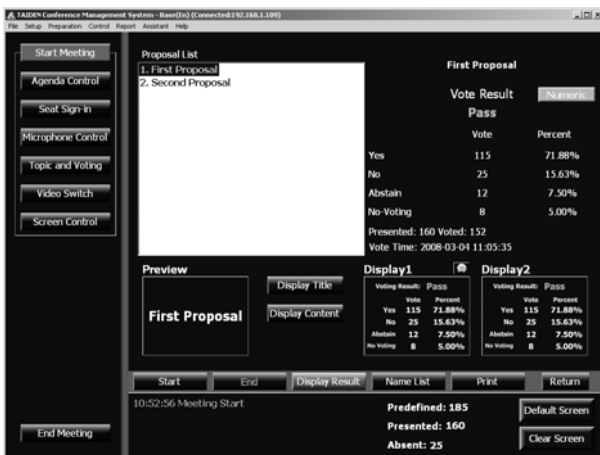 TAIDEN Conference Management System - Base(En) (Connected:192.168.1.109)
File Setup Preparation Control Report Assistant Help
Start Meeting
Agenda Control
Seat Sign-in
Microphone Control
Topic and Voting
Video Switch
Screen Control
End Meeting
Proposal List
1. First Proposal
2. Second Proposal
First Proposal
Vote Result Numeric
Pass
Vote Percent
Yes 115 71.88%
No 25 15.63%
Abstain 12 7.50%
No-Voting 8 5.00%
Presented: 160 Voted: 152
Vote Time: 2008-03-04 11:05:35
Preview
First Proposal
Display Title
Display Content
Display1
Voting Result: Pass
Vote Percent
Yes 115 71.88%
No 25 15.63%
Abstain 12 7.50%
No Voting 8 5.00%
Display2
Voting Result: Pass
Vote Percent
Yes 115 71.88%
No 25 15.63%
Abstain 12 7.50%
No Voting 8 5.00%
Start End Display Result Name List Print Return
10:52:56 Meeting Start
Predefined: 185
Presented: 160
Absent: 25
Default Screen
Clear Screen